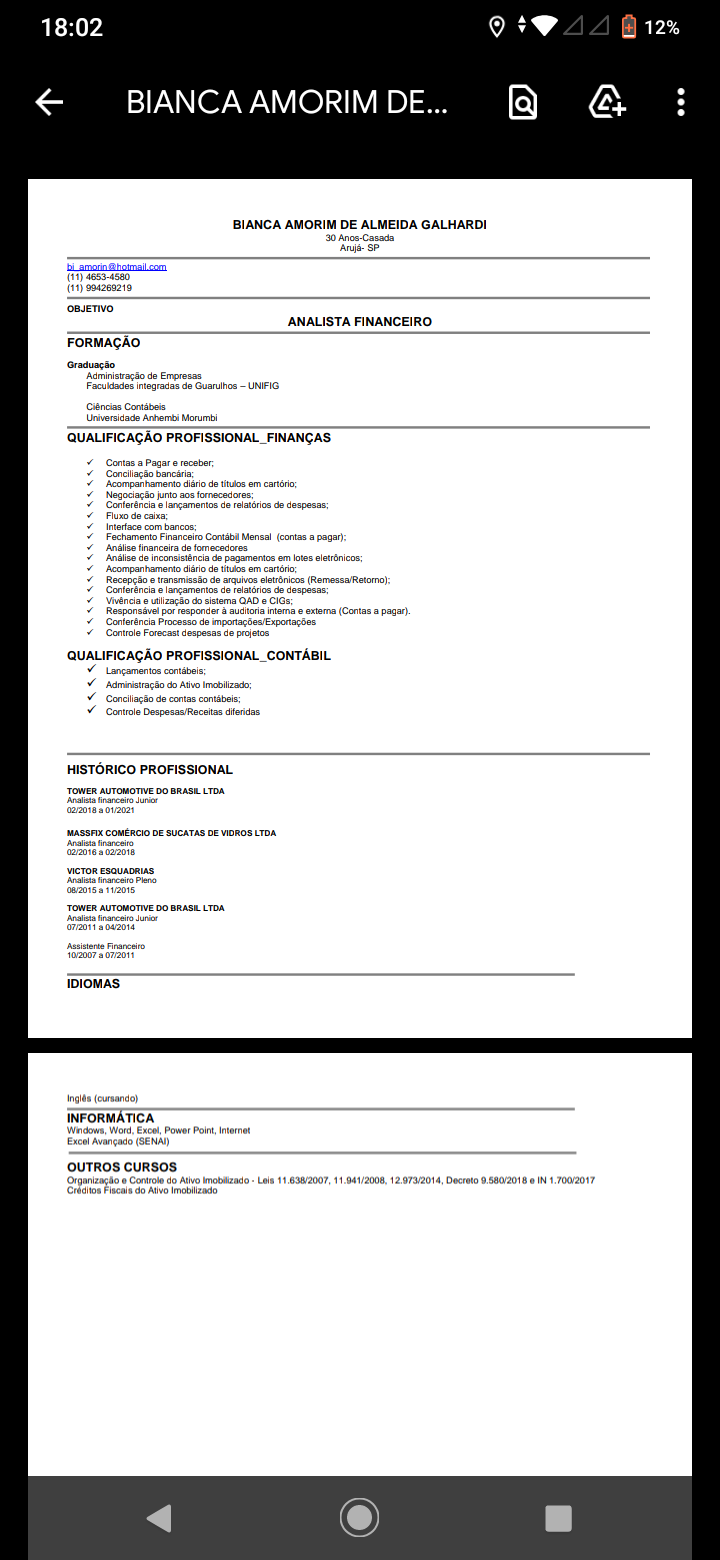 18:02
12%
BIANCA AMORIM DE...
BIANCA AMORIM DE ALMEIDA GALHARDI
30 Anos-Casada
Arujá- SP
bi_amorin@hotmail.com
(11) 4653-4580
(11) 994269219
OBJETIVO
ANALISTA FINANCEIRO
FORMAÇÃO
Graduação
Administração de Empresas
Faculdades integradas de Guarulhos – UNIFIG
Ciências Contábeis
Universidade Anhembi Morumbi
QUALIFICAÇÃO PROFISSIONAL_FINANÇAS
✓ Contas a Pagar e receber;
✓ Conciliação bancária;
✓ Acompanhamento diário de títulos em cartório;
✓ Negociação junto aos fornecedores;
✓ Conferência e lançamentos de relatórios de despesas;
✓ Fluxo de caixa;
✓ Interface com bancos;
✓ Fechamento Financeiro Contábil Mensal (contas a pagar);
✓ Análise financeira de fornecedores
✓ Análise de inconsistência de pagamentos em lotes eletrônicos;
✓ Acompanhamento diário de títulos em cartório;
✓ Recepção e transmissão de arquivos eletrônicos (Remessa/Retorno);
✓ Conferência e lançamentos de relatórios de despesas;
✓ Vivência e utilização do sistema QAD e CIGs;
✓ Responsável por responder à auditoria interna e externa (Contas a pagar).
✓ Conferência Processo de importações/Exportações
✓ Controle Forecast despesas de projetos
QUALIFICAÇÃO PROFISSIONAL_CONTÁBIL
✓ Lançamentos contábeis;
✓ Administração do Ativo Imobilizado;
✓ Conciliação de contas contábeis;
✓ Controle Despesas/Receitas diferidas
HISTÓRICO PROFISSIONAL
TOWER AUTOMOTIVE DO BRASIL LTDA
Analista financeiro Junior
02/2018 a 01/2021
MASSFIX COMÉRCIO DE SUCATAS DE VIDROS LTDA
Analista financeiro
02/2016 a 02/2018
VICTOR ESQUADRIAS
Analista financeiro Pleno
08/2015 a 11/2015
TOWER AUTOMOTIVE DO BRASIL LTDA
Analista financeiro Junior
07/2011 a 04/2014
Assistente Financeiro
10/2007 a 07/2011
IDIOMAS
Inglês (cursando)
INFORMÁTICA
Windows, Word, Excel, Power Point, Internet
Excel Avançado (SENAI)
OUTROS CURSOS
Organização e Controle do Ativo Imobilizado - Leis 11.638/2007, 11.941/2008, 12.973/2014, Decreto 9.580/2018 e IN 1.700/2017
Créditos Fiscais do Ativo Imobilizado